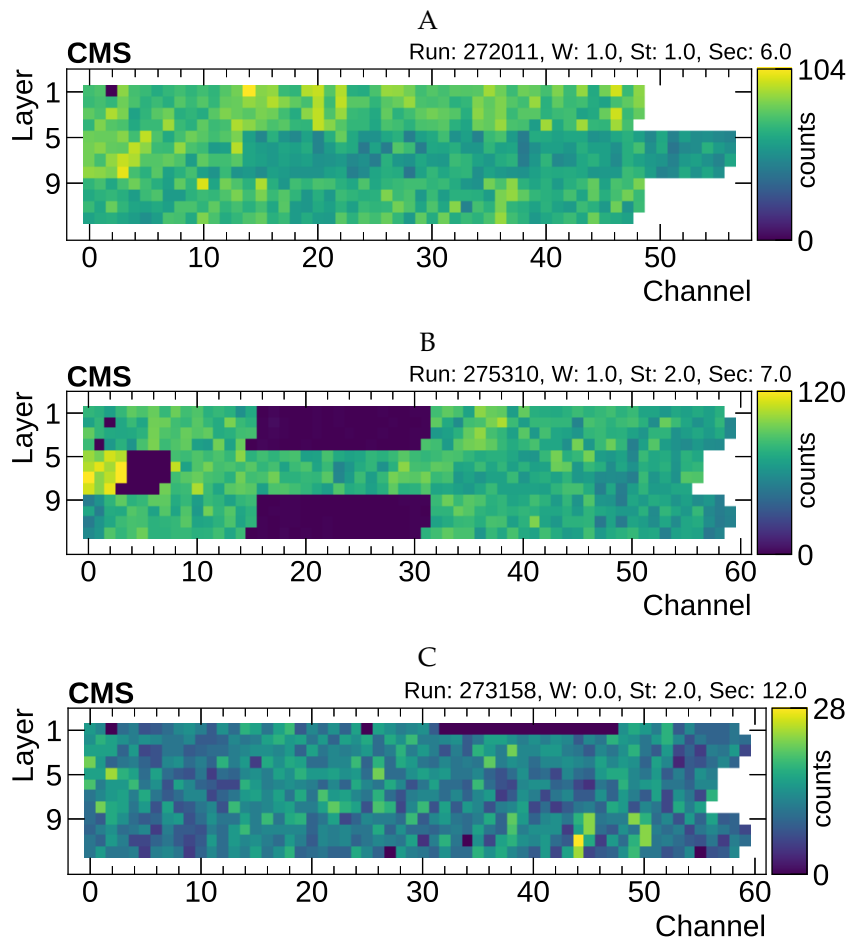 A
CMS Run: 272011, W: 1.0, St: 1.0, Sec: 6.0
Layer
1
5
9
0 10 20 30 40 50
Channel
104
counts
0
B
CMS Run: 275310, W: 1.0, St: 2.0, Sec: 7.0
Layer
1
5
9
0 10 20 30 40 50 60
Channel
120
counts
0
C
CMS Run: 273158, W: 0.0, St: 2.0, Sec: 12.0
Layer
1
5
9
0 10 20 30 40 50 60
Channel
28
counts
0